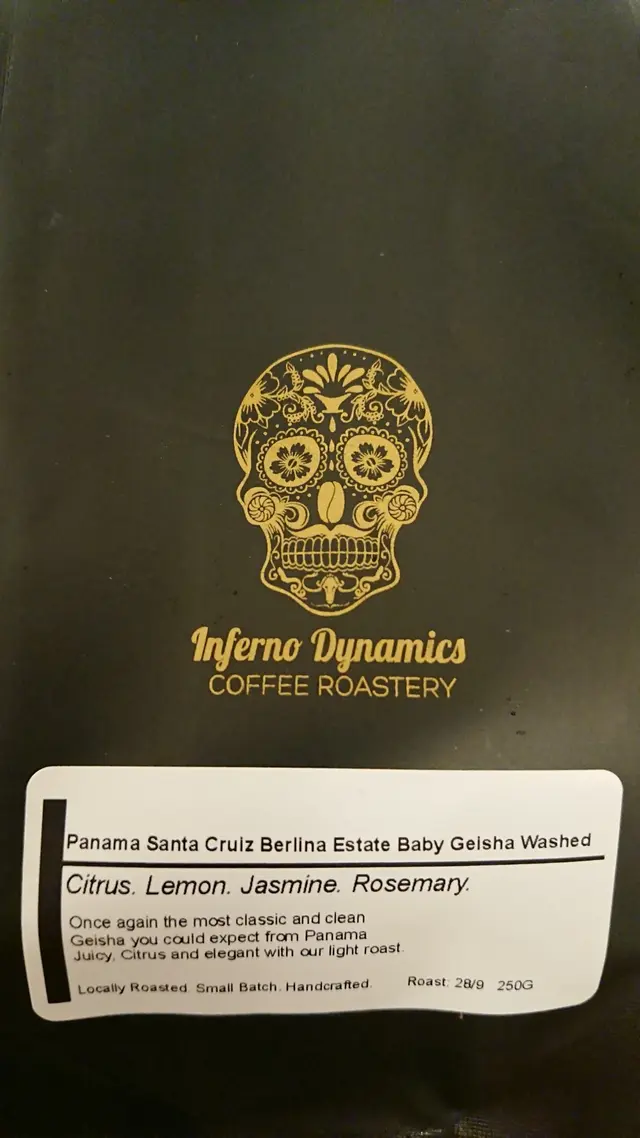 Inferno Dynamics
COFFEE ROASTERY
Panama Santa Cruiz Berlina Estate Baby Geisha Washed
Citrus. Lemon. Jasmine. Rosemary.
Once again the most classic and clean
Geisha you could expect from Panama
Juicy, Citrus and elegant with our light roast.
Locally Roasted. Small Batch. Handcrafted. Roast: 28/9 250G